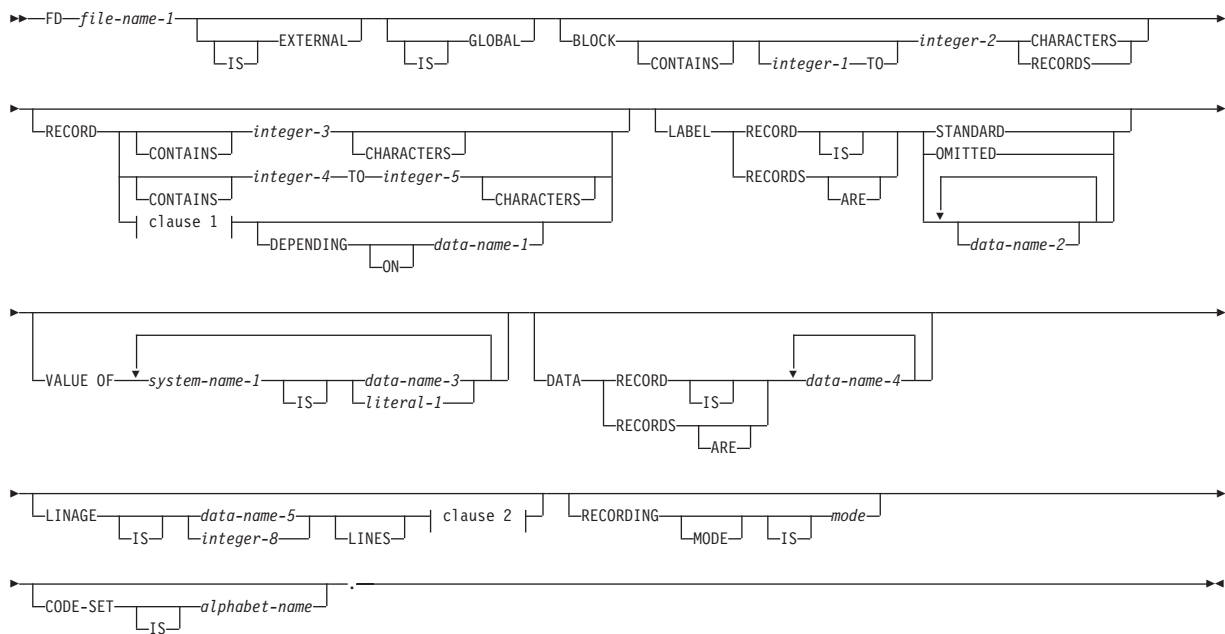 FD file-name-1 EXTERNAL GLOBAL BLOCK integer-2 CHARACTERS
IS IS CONTAINS integer-1 TO RECORDS
RECORD integer-3 LABEL RECORD STANDARD
CONTAINS CHARACTERS IS OMITTED
integer-4 TO integer-5 RECORDS
CONTAINS CHARACTERS ARE
clause 1 data-name-2
DEPENDING data-name-1
ON
VALUE OF system-name-1 data-name-3 DATA RECORD data-name-4
IS literal-1 IS
RECORDS
ARE
LINAGE data-name-5 clause 2 RECORDING mode
IS integer-8 LINES MODE IS
.
CODE-SET alphabet-name
IS